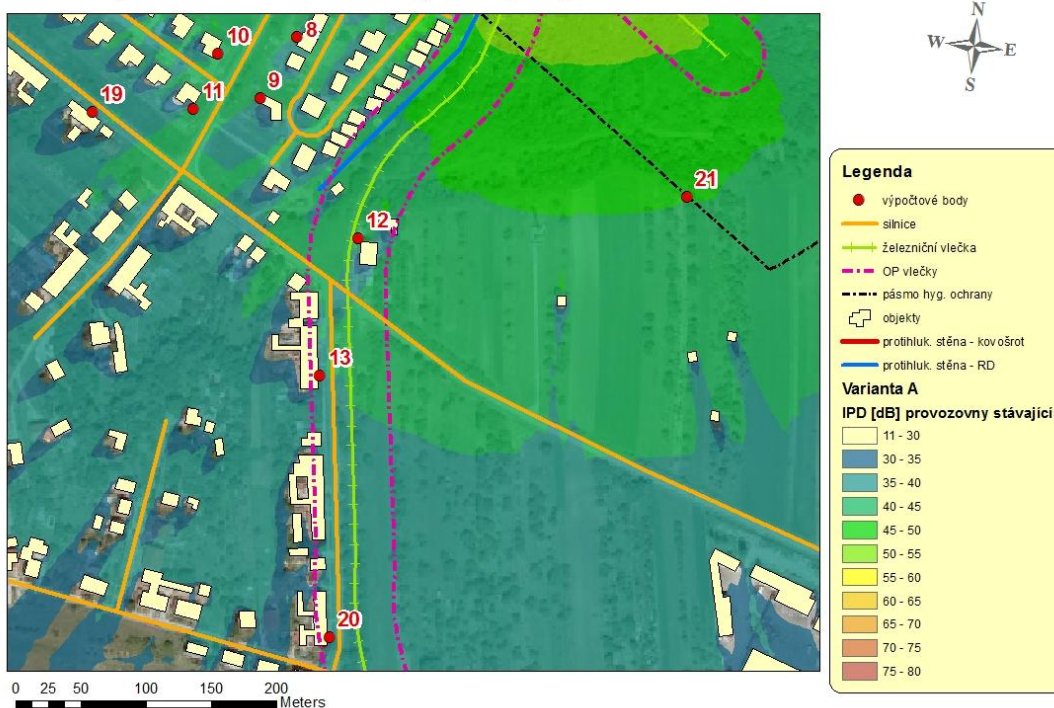 N
W E
S
8
10
9
11
19
12
21
13
20
Legenda
výpočtové body
silnice
železniční vlečka
OP vlečky
pásmo hyg. ochrany
objekty
protihluk. stěna - kovošrot
protihluk. stěna - RD
Varianta A
IPD [dB] provozovny stávající
11 - 30
30 - 35
35 - 40
40 - 45
45 - 50
50 - 55
55 - 60
60 - 65
65 - 70
70 - 75
75 - 80
0 25 50 100 150 200
Meters